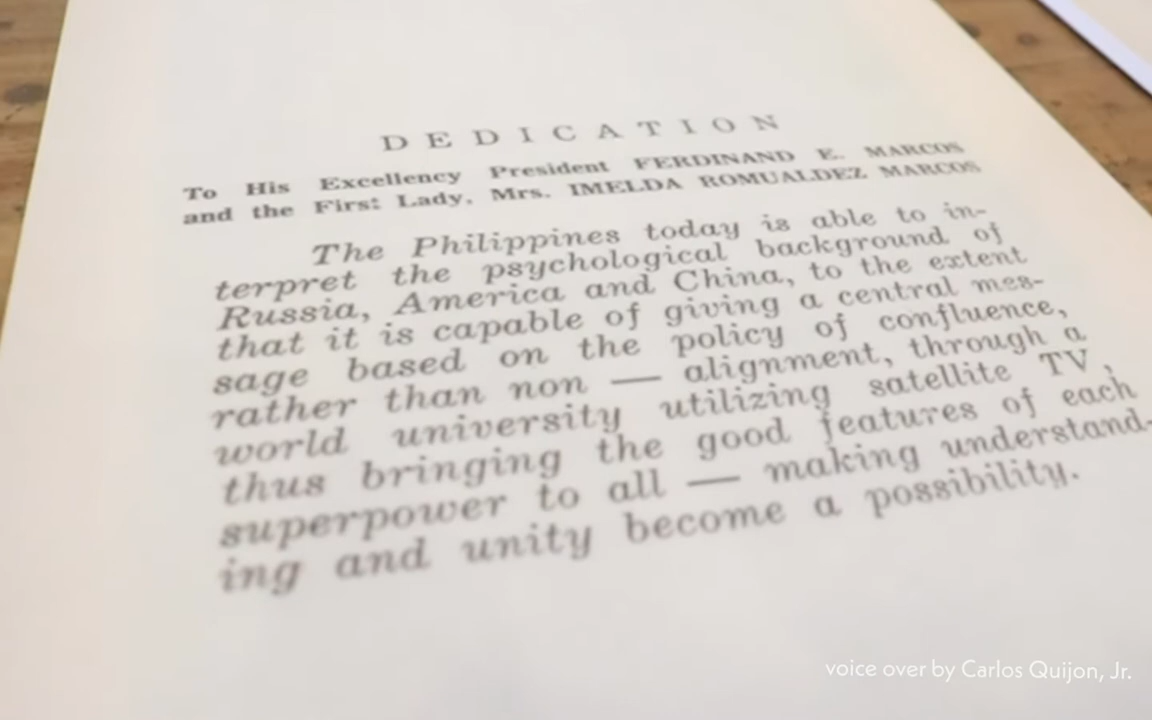 DEDICATION
To His Excellency President FERDINAND E. MARCOS
and the First Lady, Mrs. IMELDA ROMUALDEZ MARCOS
The Philippines today is able to in-
terpret the psychological background of
Russia, America and China, to the extent
that it is capable of giving a central mes-
sage based on the policy of confluence,
rather than non — alignment, through a
world university utilizing satellite TV,
thus bringing the good features of each
superpower to all — making understand-
ing and unity become a possibility.
voice over by Carlos Quijon, Jr.